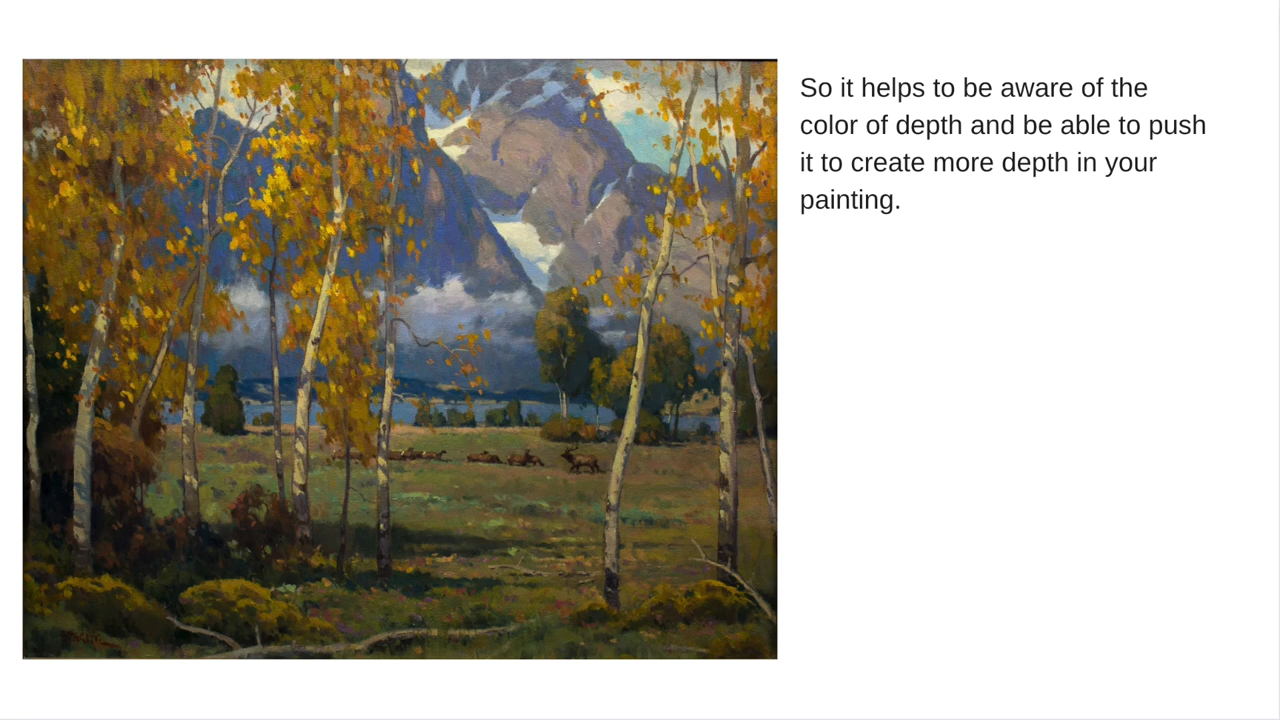 So it helps to be aware of the
color of depth and be able to push
it to create more depth in your
painting.